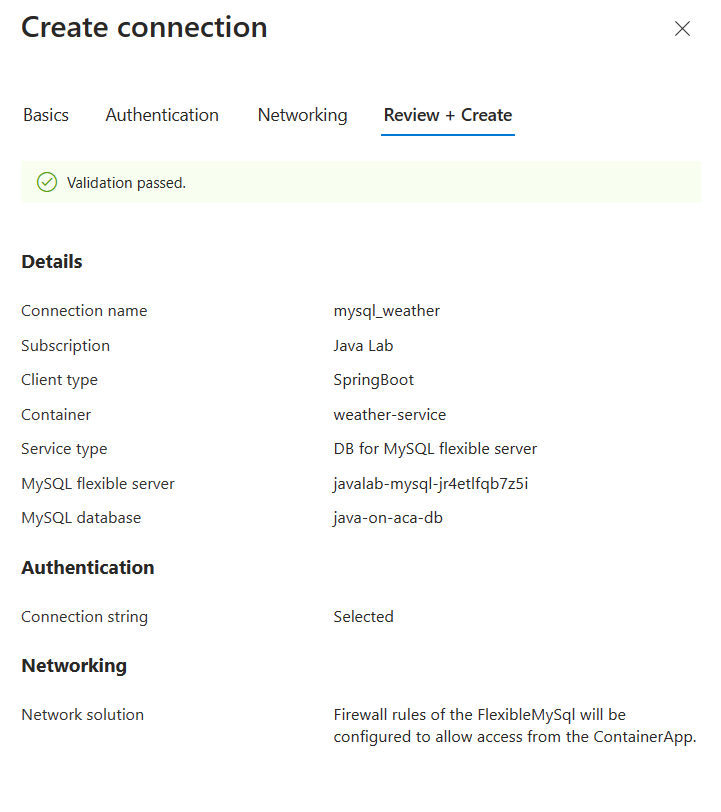 Create connection
Basics Authentication Networking Review + Create
Validation passed.
Details
Connection name mysql_weather
Subscription Java Lab
Client type SpringBoot
Container weather-service
Service type DB for MySQL flexible server
MySQL flexible server javalab-mysql-jr4etlfqb7z5i
MySQL database java-on-aca-db
Authentication
Connection string Selected
Networking
Network solution Firewall rules of the FlexibleMySql will be
configured to allow access from the ContainerApp.